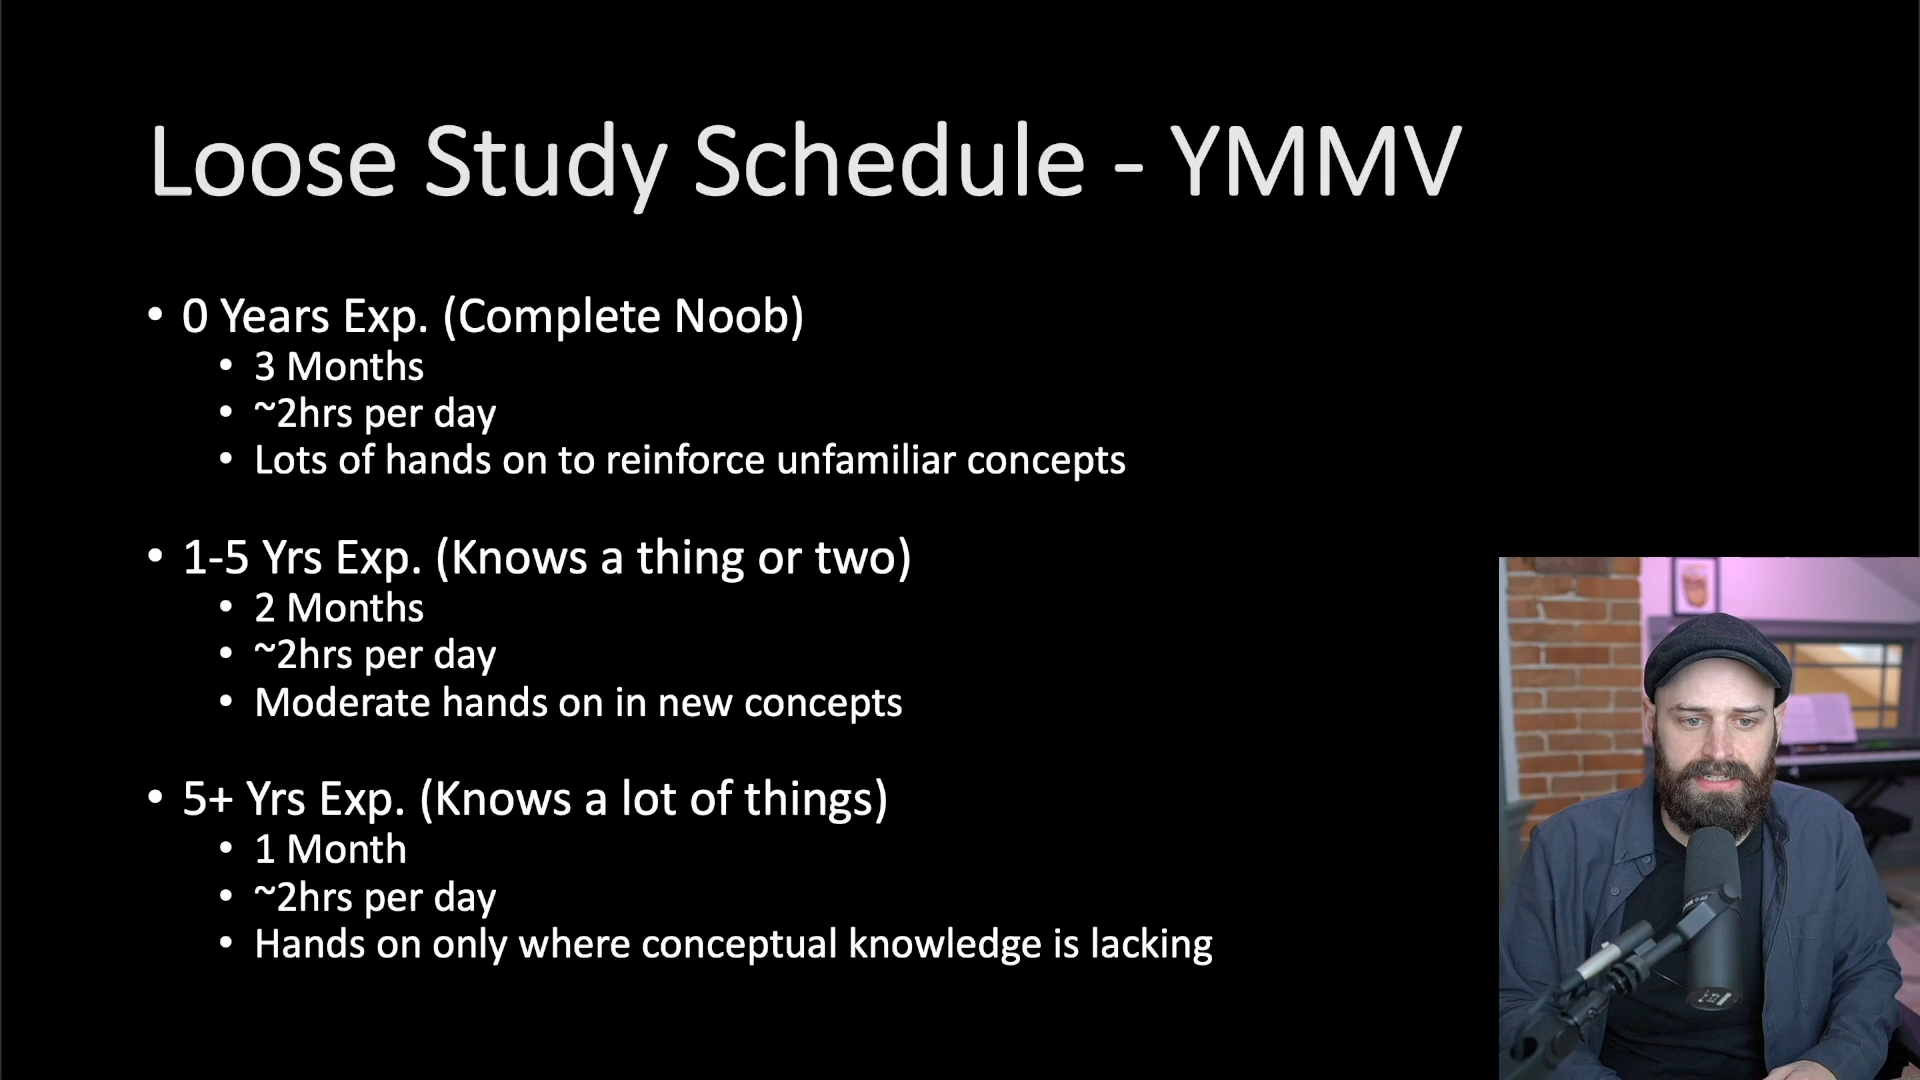 Loose Study Schedule - YMMV
• 0 Years Exp. (Complete Noob)
• 3 Months
• ~2hrs per day
• Lots of hands on to reinforce unfamiliar concepts
• 1-5 Yrs Exp. (Knows a thing or two)
• 2 Months
• ~2hrs per day
• Moderate hands on in new concepts
• 5+ Yrs Exp. (Knows a lot of things)
• 1 Month
• ~2hrs per day
• Hands on only where conceptual knowledge is lacking